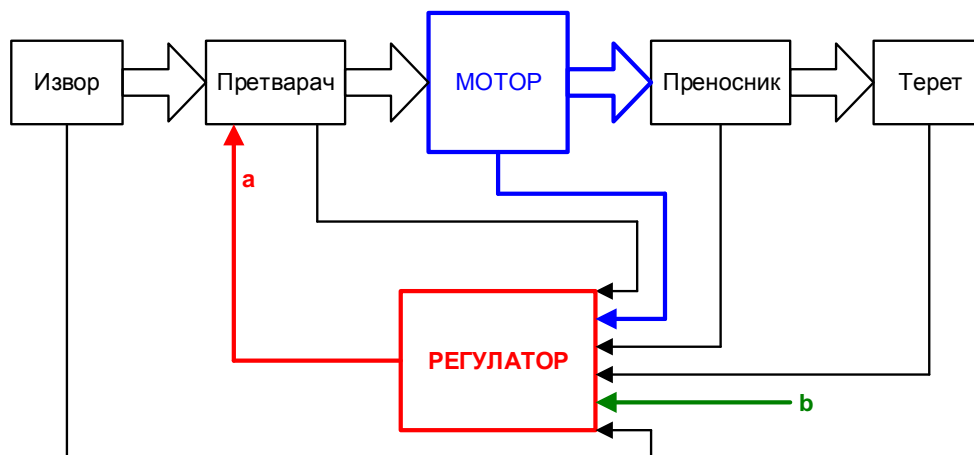 Извор
Претварач
МОТОР
Преносник
Терет
a
РЕГУЛАТОР
b